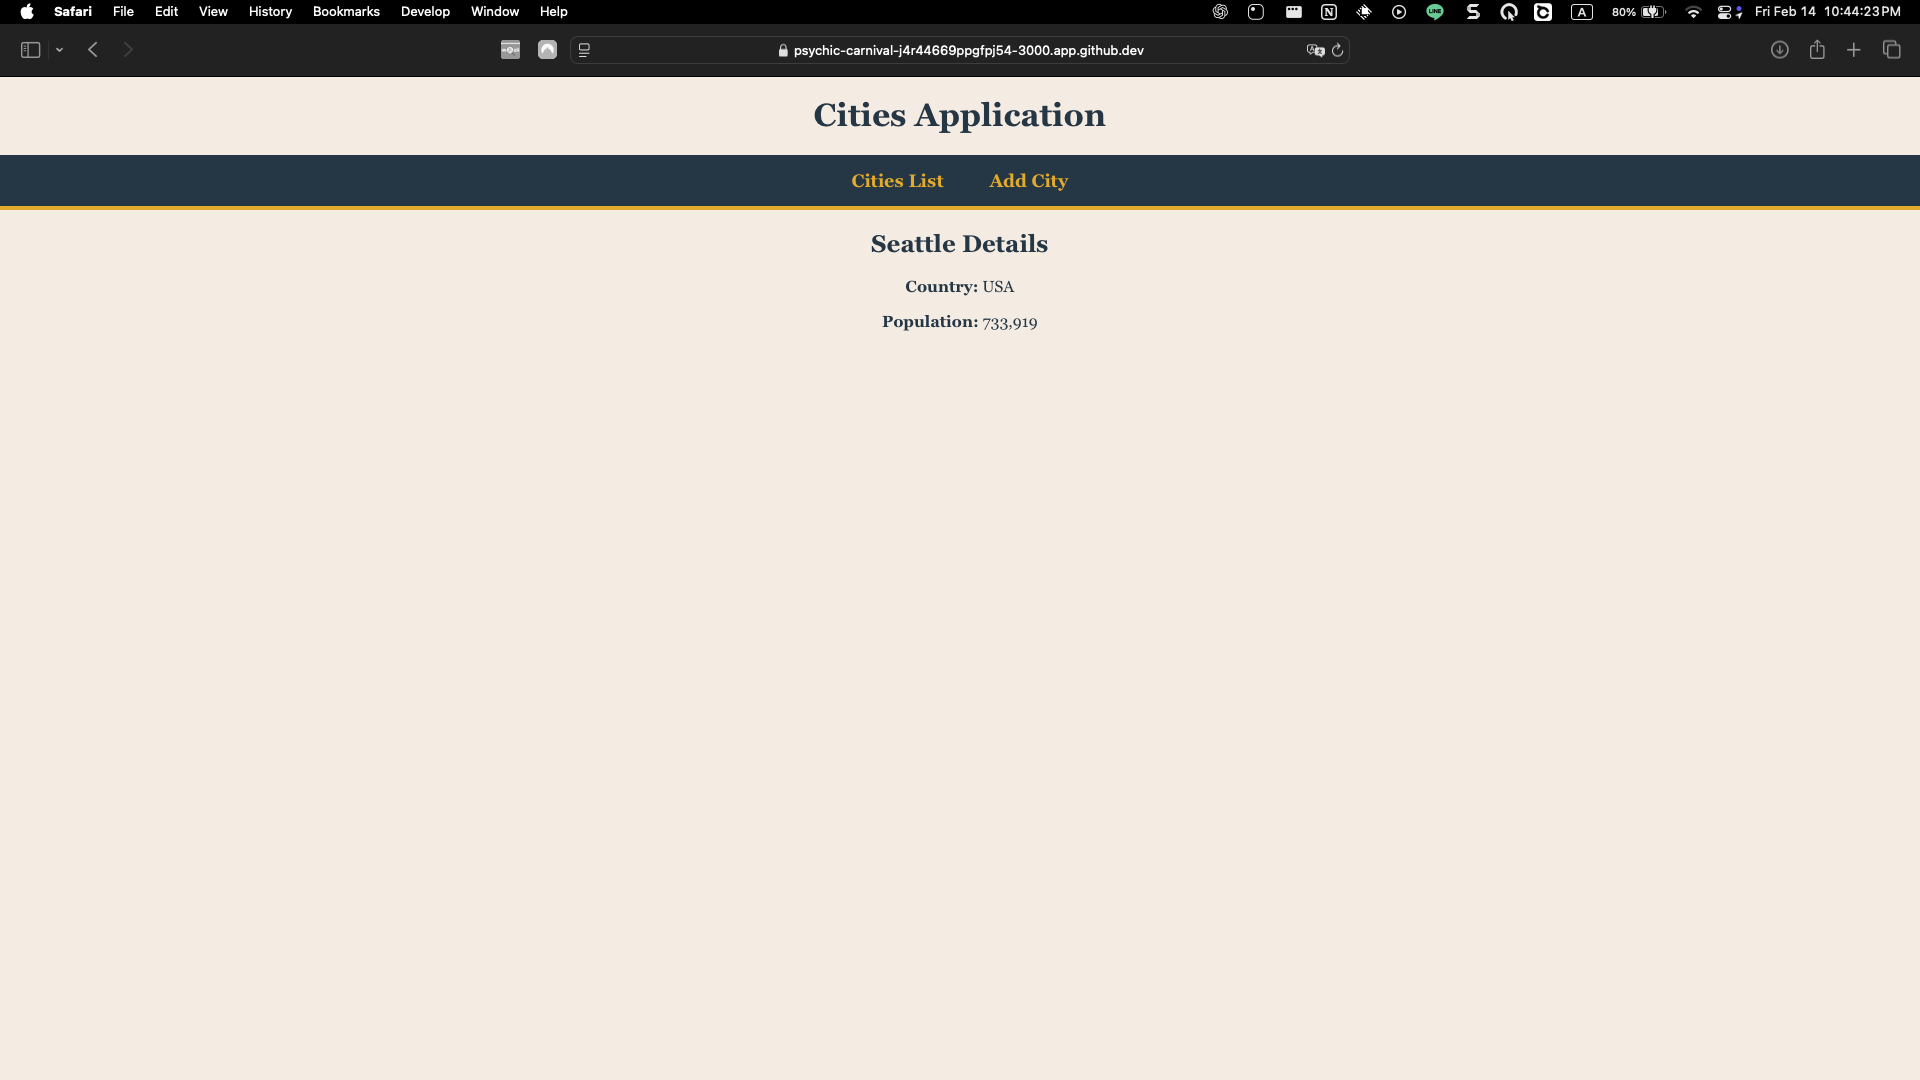 Safari File Edit View History Bookmarks Develop Window Help N LINE S A 80% Fri Feb 14 10:44:23 PM
psychic-carnival-j4r44669ppgfpj54-3000.app.github.dev
Cities Application
Cities List Add City
Seattle Details
Country: USA
Population: 733,919